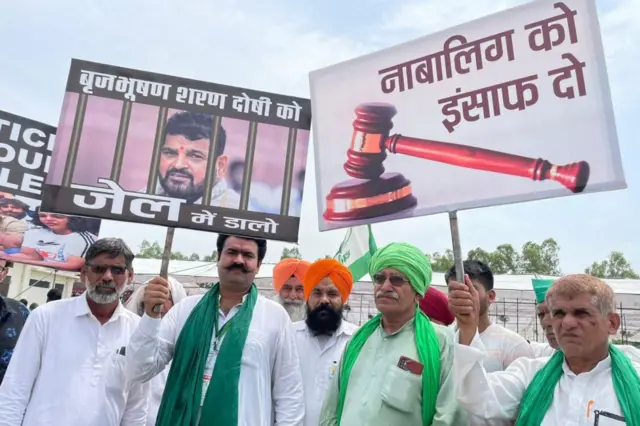 बृजभूषण शरण दोषी को
जेल में डालो
नाबालिग को
इंसाफ दो